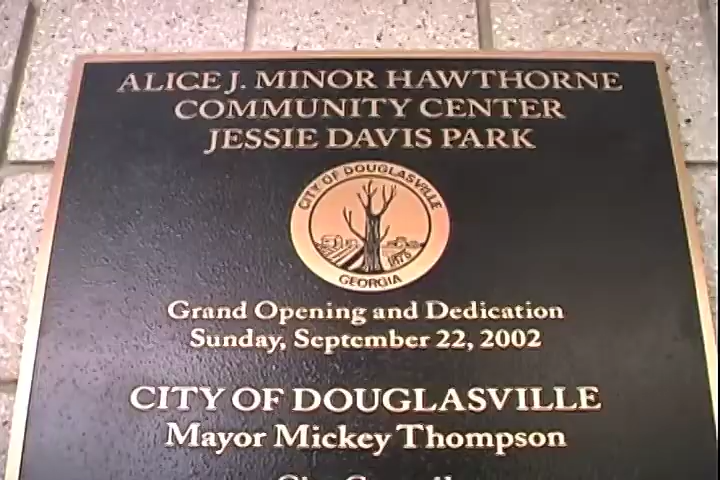 ALICE J. MINOR HAWTHORNE
COMMUNITY CENTER
JESSIE DAVIS PARK
CITY OF DOUGLASVILLE
1875
GEORGIA
Grand Opening and Dedication
Sunday, September 22, 2002
CITY OF DOUGLASVILLE
Mayor Mickey Thompson